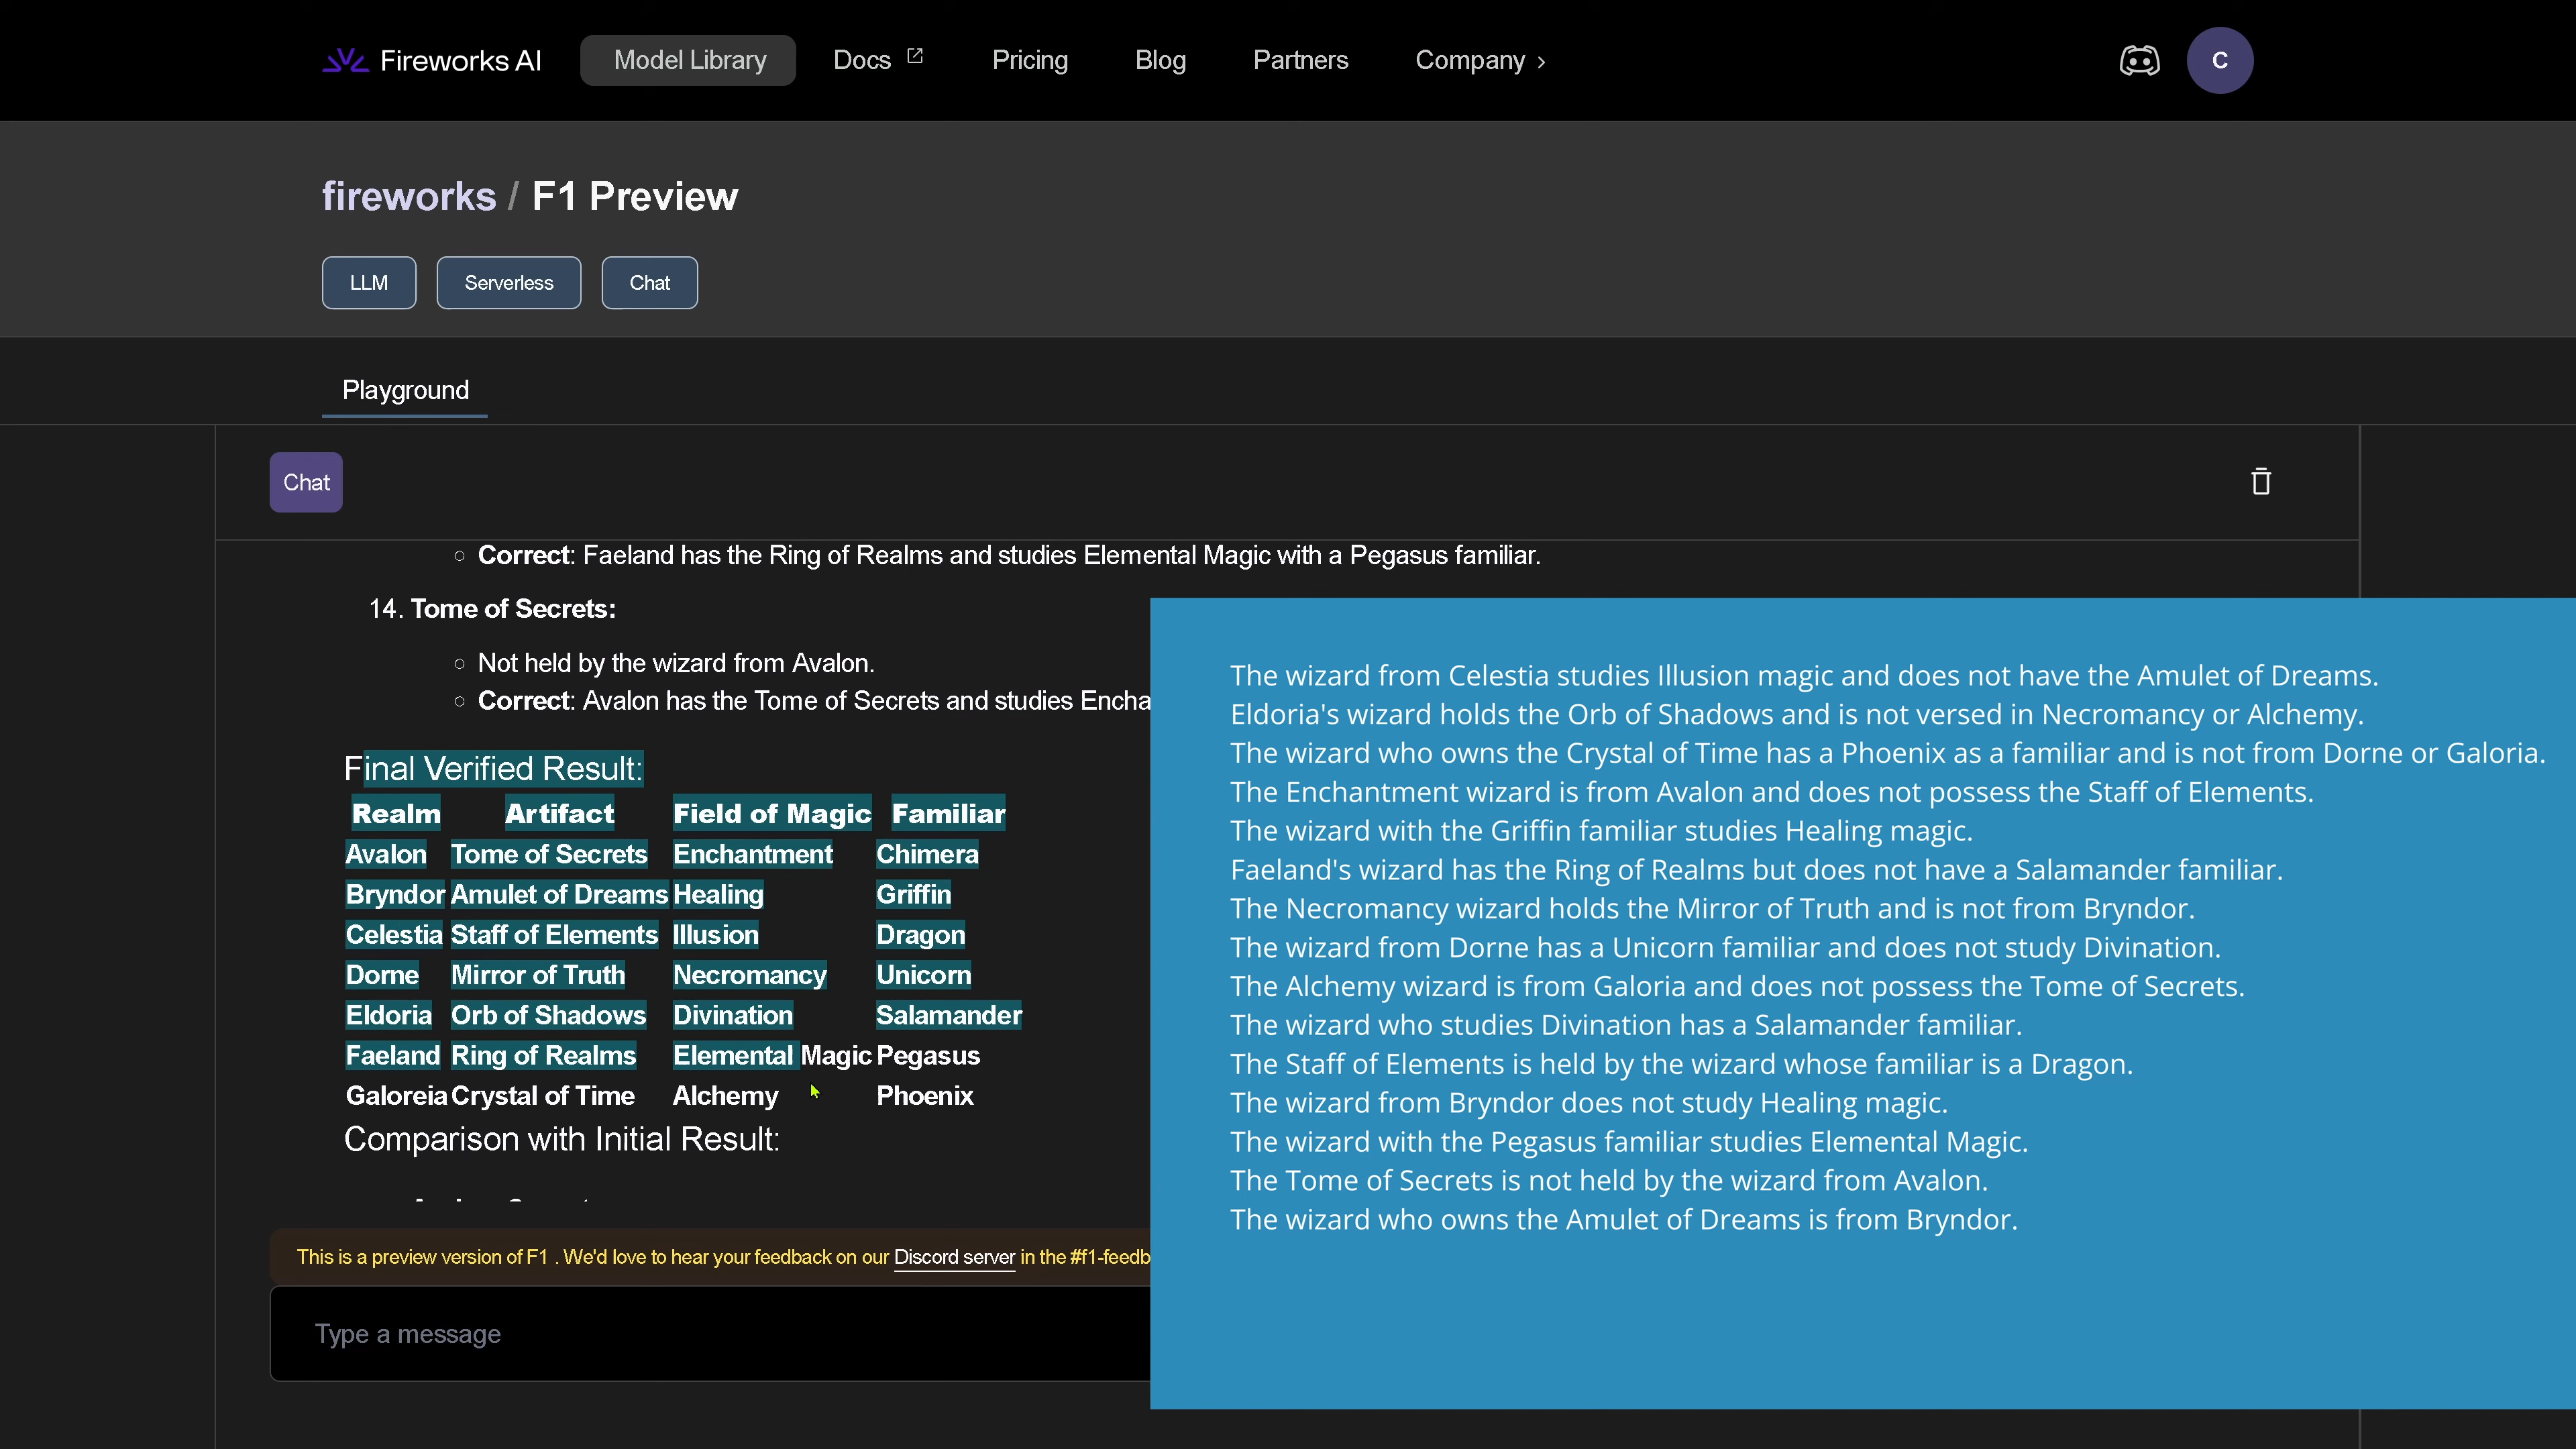 Fireworks AI Model Library Docs Pricing Blog Partners Company › C
fireworks / F1 Preview
LLM Serverless Chat
Playground
Chat
○ Correct: Faeland has the Ring of Realms and studies Elemental Magic with a Pegasus familiar.
14. Tome of Secrets:
○ Not held by the wizard from Avalon.
○ Correct: Avalon has the Tome of Secrets and studies Encha
Final Verified Result:
Realm Artifact Field of Magic Familiar
Avalon Tome of Secrets Enchantment Chimera
Bryndor Amulet of Dreams Healing Griffin
Celestia Staff of Elements Illusion Dragon
Dorne Mirror of Truth Necromancy Unicorn
Eldoria Orb of Shadows Divination Salamander
Faeland Ring of Realms Elemental Magic Pegasus
Galoreia Crystal of Time Alchemy Phoenix
Comparison with Initial Result:
This is a preview version of F1 . We'd love to hear your feedback on our Discord server in the #f1-feedb
Type a message
The wizard from Celestia studies Illusion magic and does not have the Amulet of Dreams.
Eldoria's wizard holds the Orb of Shadows and is not versed in Necromancy or Alchemy.
The wizard who owns the Crystal of Time has a Phoenix as a familiar and is not from Dorne or Galoria.
The Enchantment wizard is from Avalon and does not possess the Staff of Elements.
The wizard with the Griffin familiar studies Healing magic.
Faeland's wizard has the Ring of Realms but does not have a Salamander familiar.
The Necromancy wizard holds the Mirror of Truth and is not from Bryndor.
The wizard from Dorne has a Unicorn familiar and does not study Divination.
The Alchemy wizard is from Galoria and does not possess the Tome of Secrets.
The wizard who studies Divination has a Salamander familiar.
The Staff of Elements is held by the wizard whose familiar is a Dragon.
The wizard from Bryndor does not study Healing magic.
The wizard with the Pegasus familiar studies Elemental Magic.
The Tome of Secrets is not held by the wizard from Avalon.
The wizard who owns the Amulet of Dreams is from Bryndor.